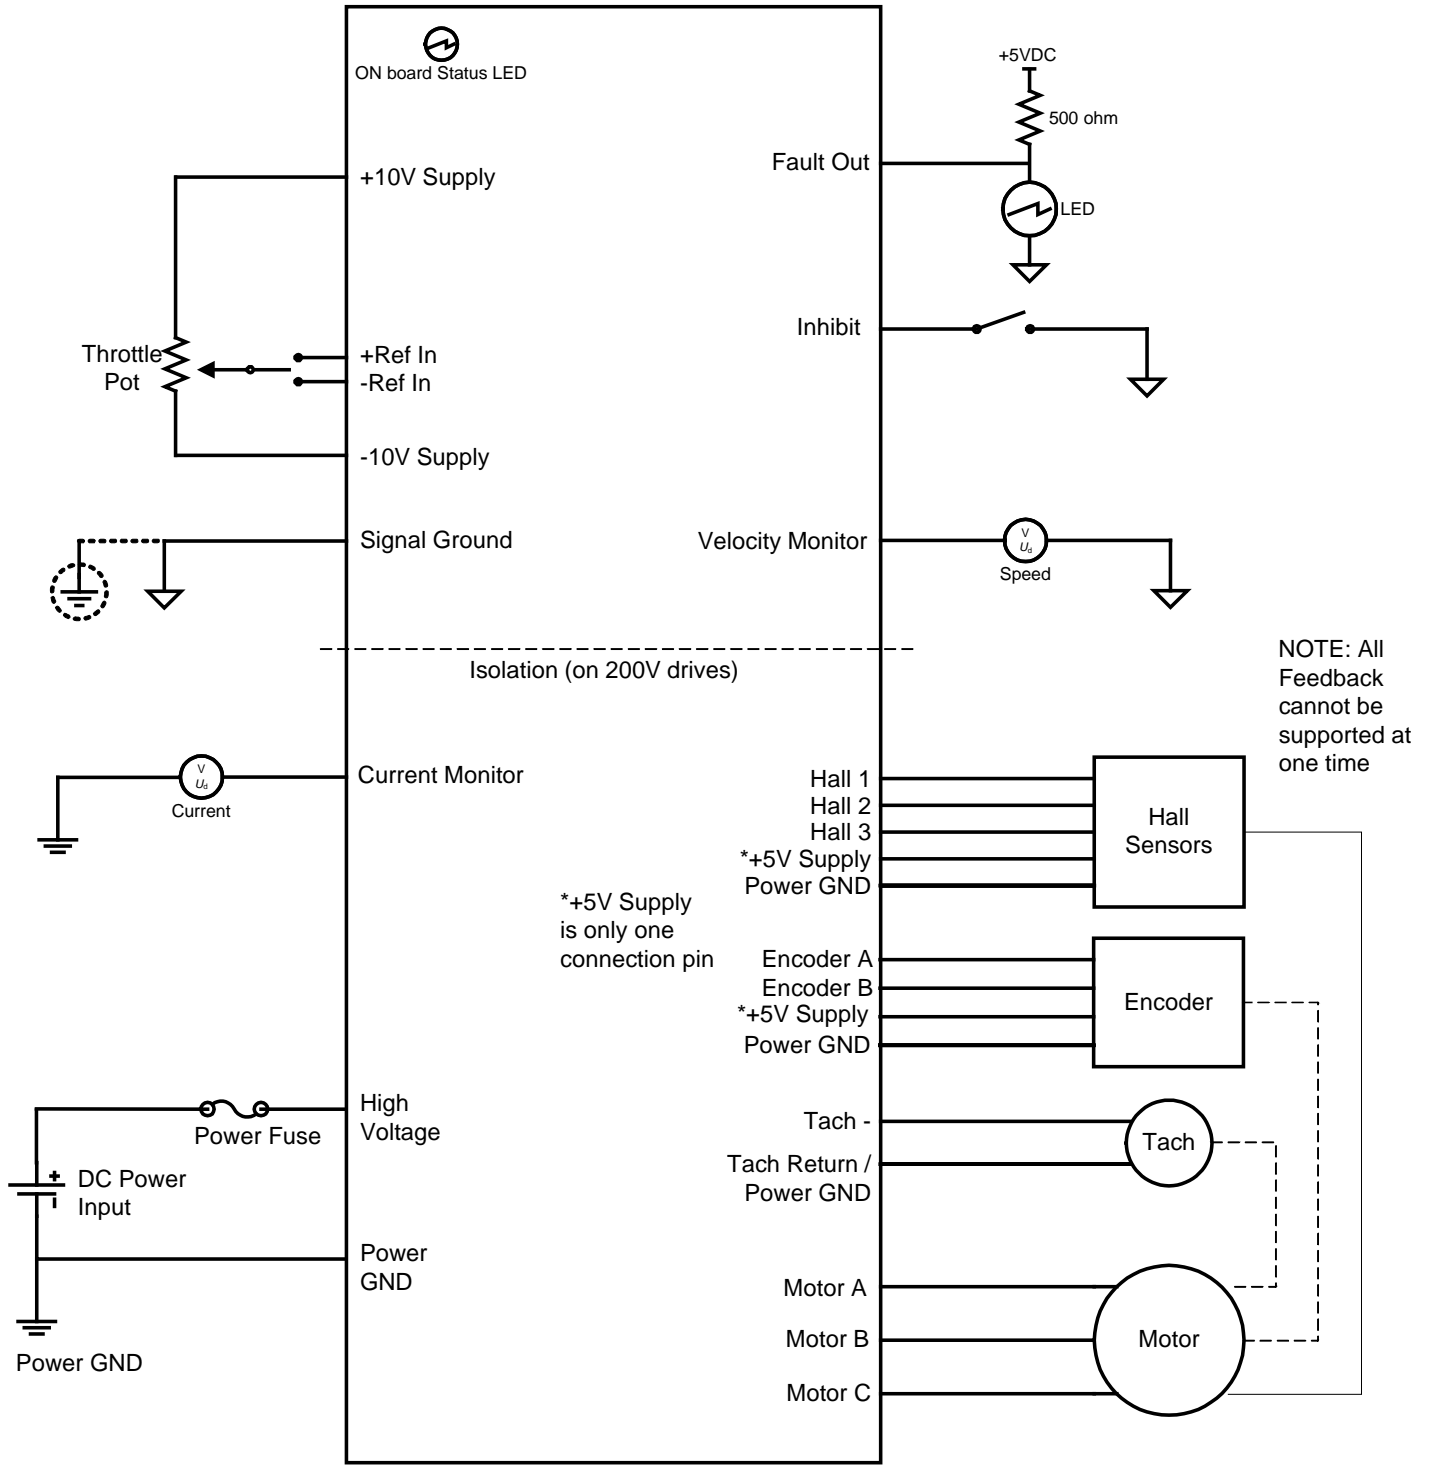 ON board Status LED
+5VDC
500 ohm
Fault Out
LED
+10V Supply
Inhibit
Throttle
Pot
+Ref In
-Ref In
-10V Supply
Signal Ground
Velocity Monitor
V
Ud
Speed
Isolation (on 200V drives)
NOTE: All
Feedback
cannot be
supported at
one time
Current Monitor
V
Ud
Current
Hall 1
Hall 2
Hall 3
*+5V Supply
Power GND
Hall
Sensors
*+5V Supply
is only one
connection pin
Encoder A
Encoder B
*+5V Supply
Power GND
Encoder
High
Voltage
Power Fuse
Tach -
Tach Return /
Power GND
Tach
+
DC Power
Input
Power
GND
Power GND
Motor A
Motor B
Motor C
Motor